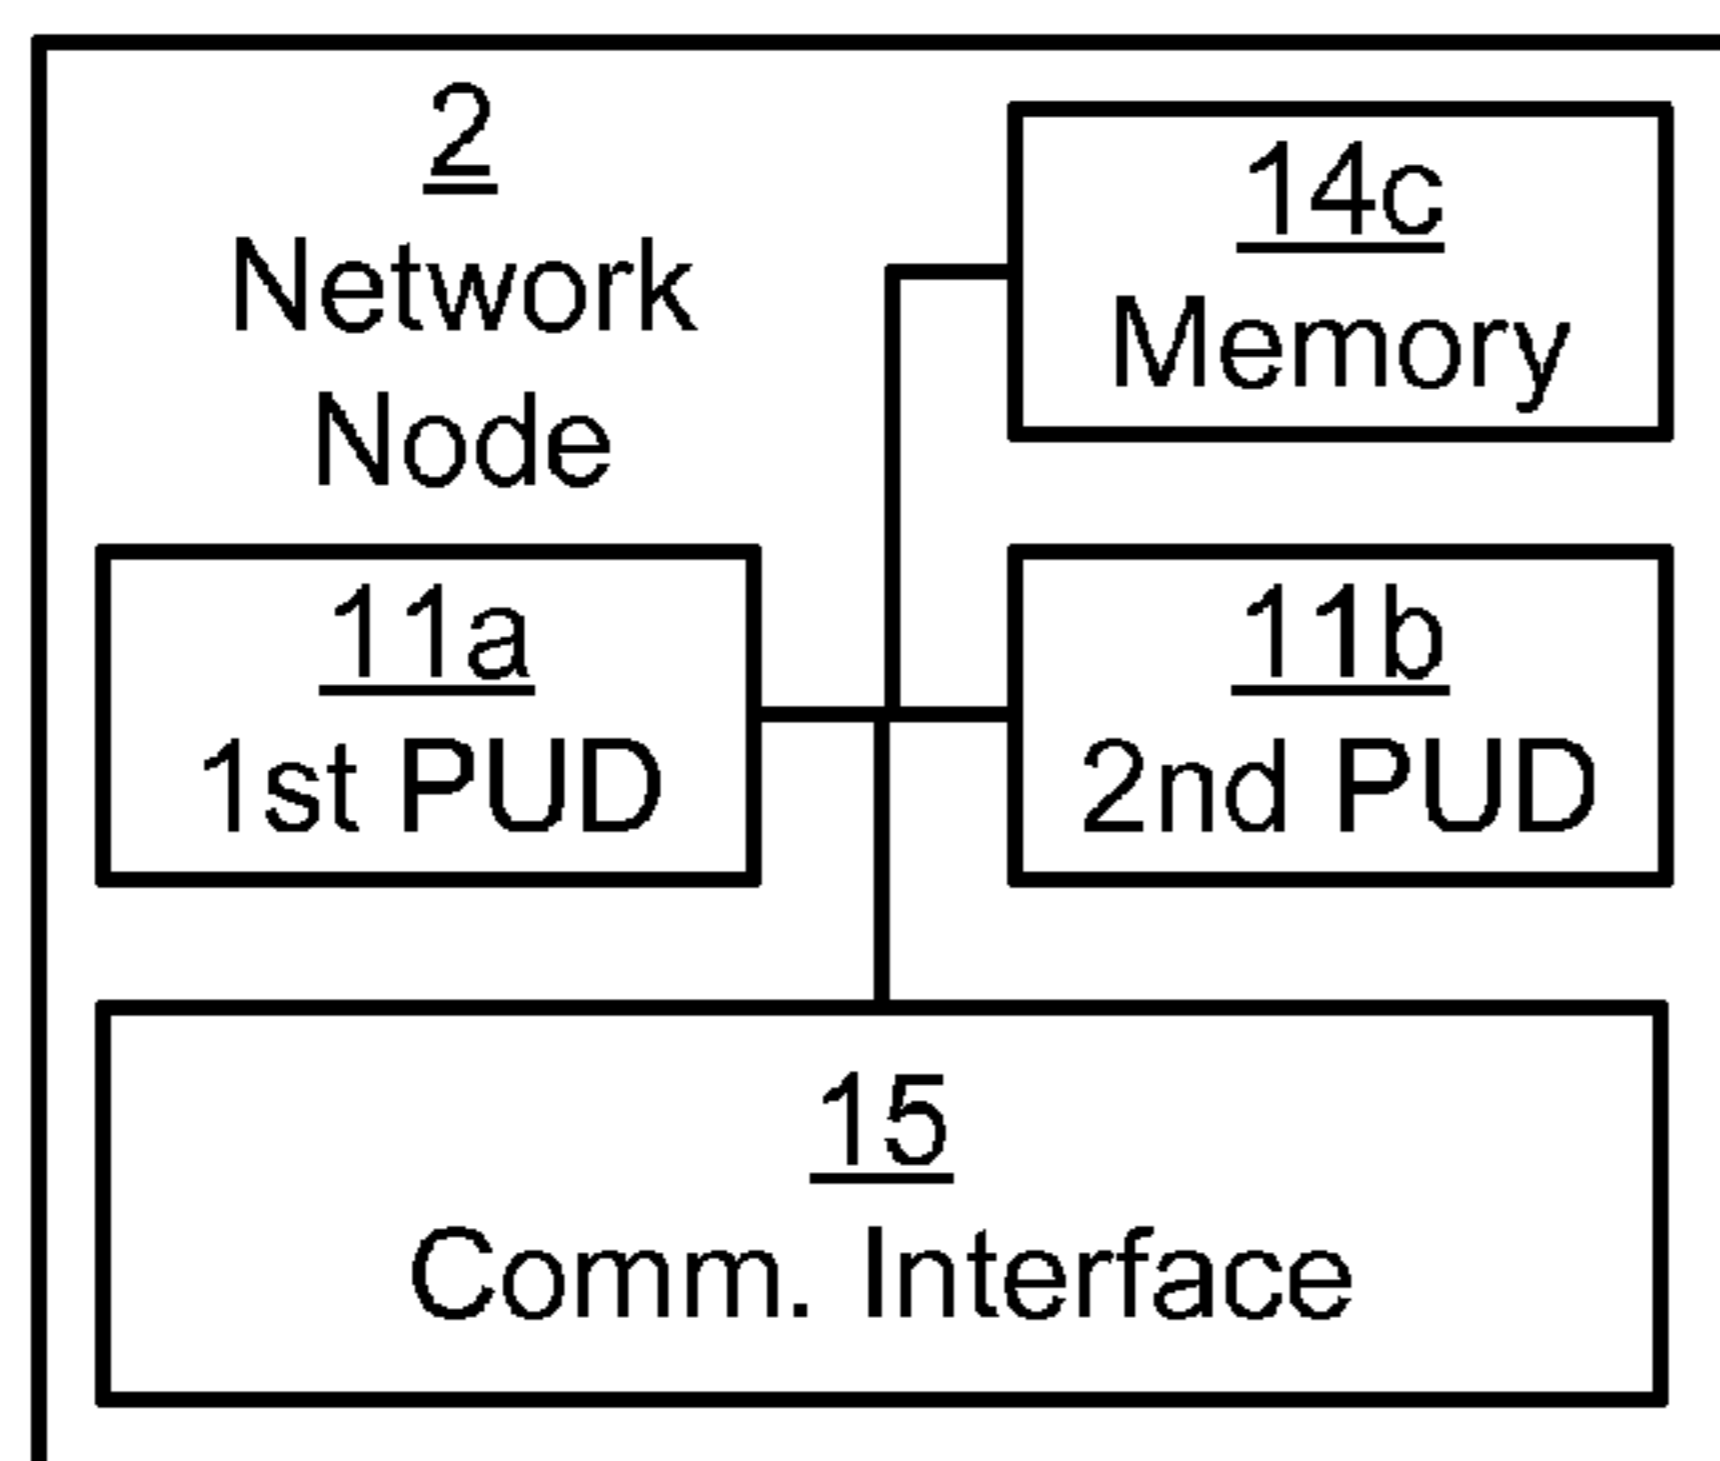 2
Network
Node
14c
Memory
11a
1st PUD
11b
2nd PUD
15
Comm. Interface